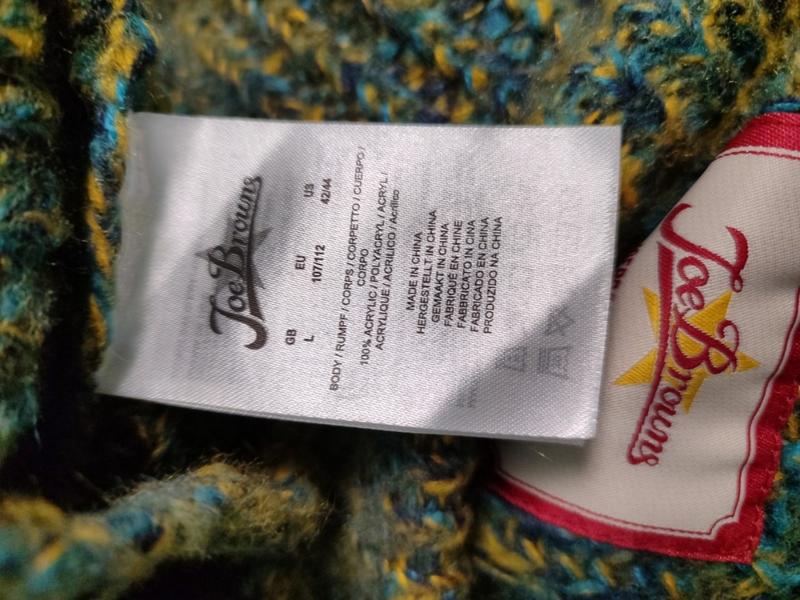 Joe Browns
GB EU US
L 107/112 42/44
BODY / RUMPF / CORPS / CORPETTO / CUERPO /
CORPO
100% ACRYLIC / POLYACRYL / ACRYL /
ACRYLIQUE / ACRILICO / Acrílico
MADE IN CHINA
HERGESTELLT IN CHINA
GEMAAKT IN CHINA
FABRIQUÉ EN CHINE
FABBRICATO IN CINA
FABRICADO EN CHINA
PRODUZIDO NA CHINA
Joe Browns